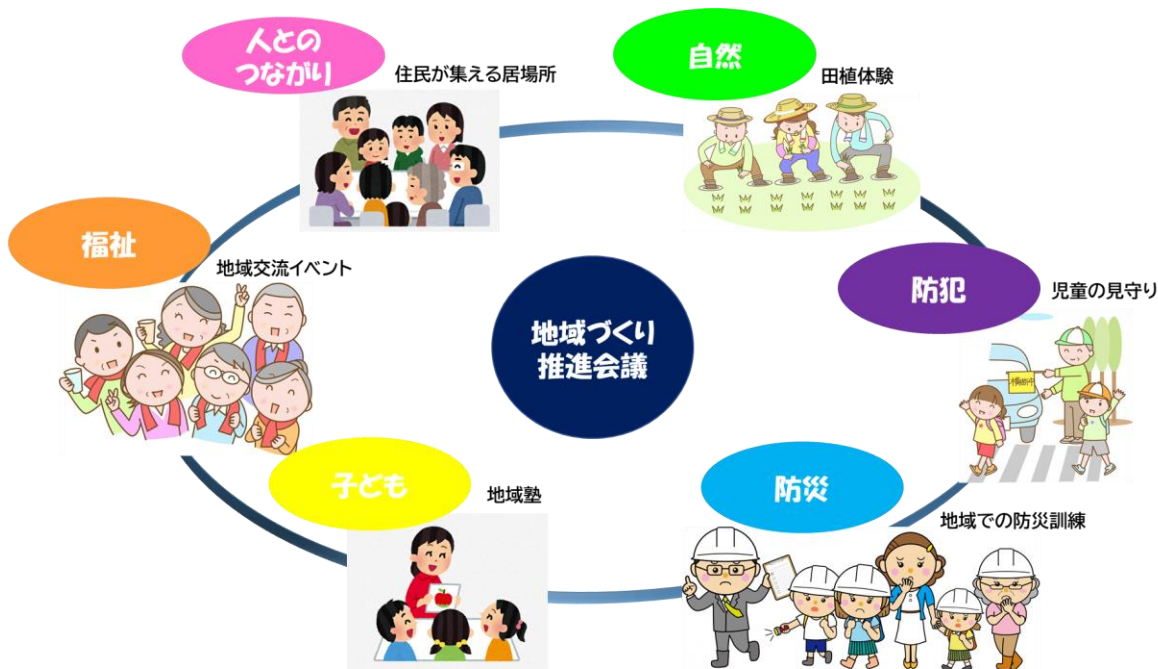 人との
つながり
住民が集える居場所
自然
田植体験
福祉
地域交流イベント
防犯
児童の見守り
地域づくり
推進会議
子ども
地域塾
防災
地域での防災訓練